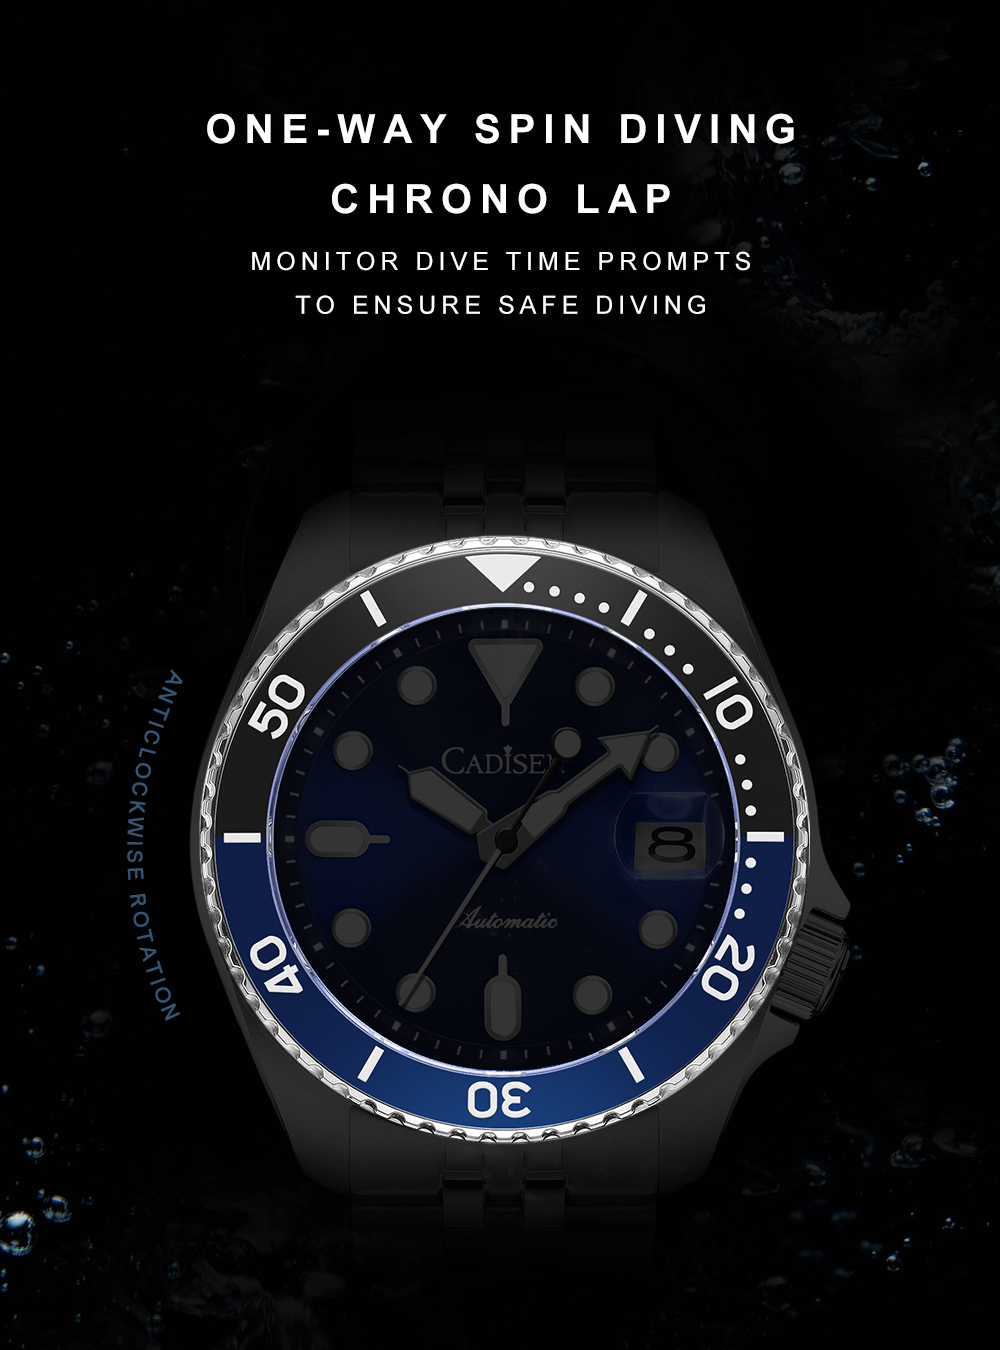 ONE-WAY SPIN DIVING
CHRONO LAP
MONITOR DIVE TIME PROMPTS
TO ENSURE SAFE DIVING
ANTICLOCKWISE ROTATION
10
20
30
40
50
CADISEN
8
Automatic